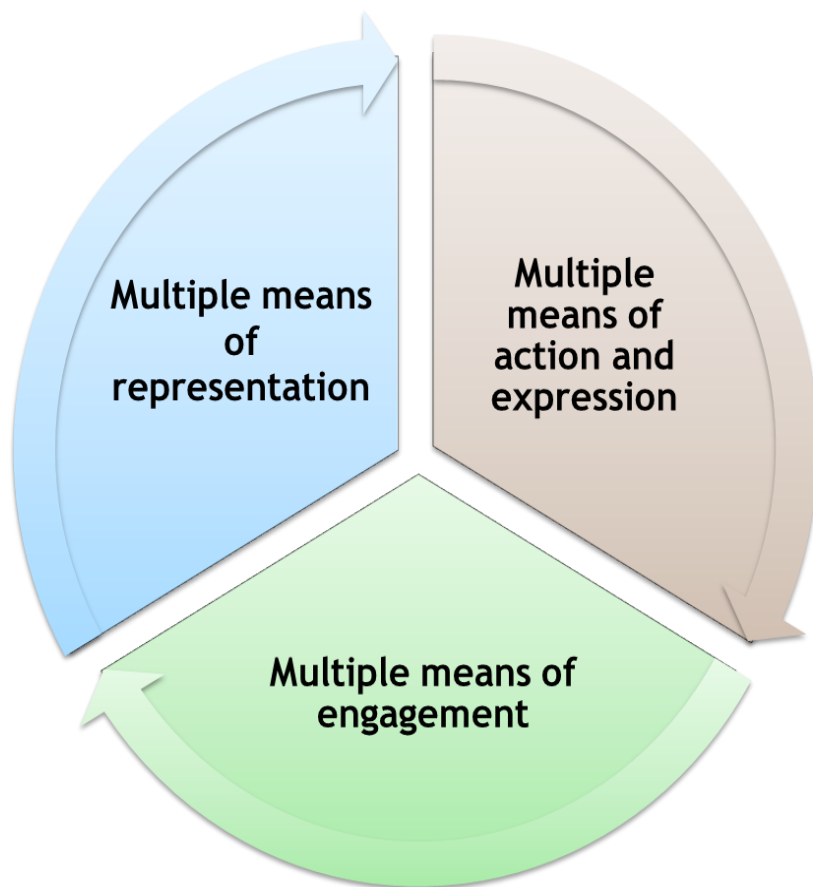 Multiple means
of
representation
Multiple
means of
action and
expression
Multiple means of
engagement